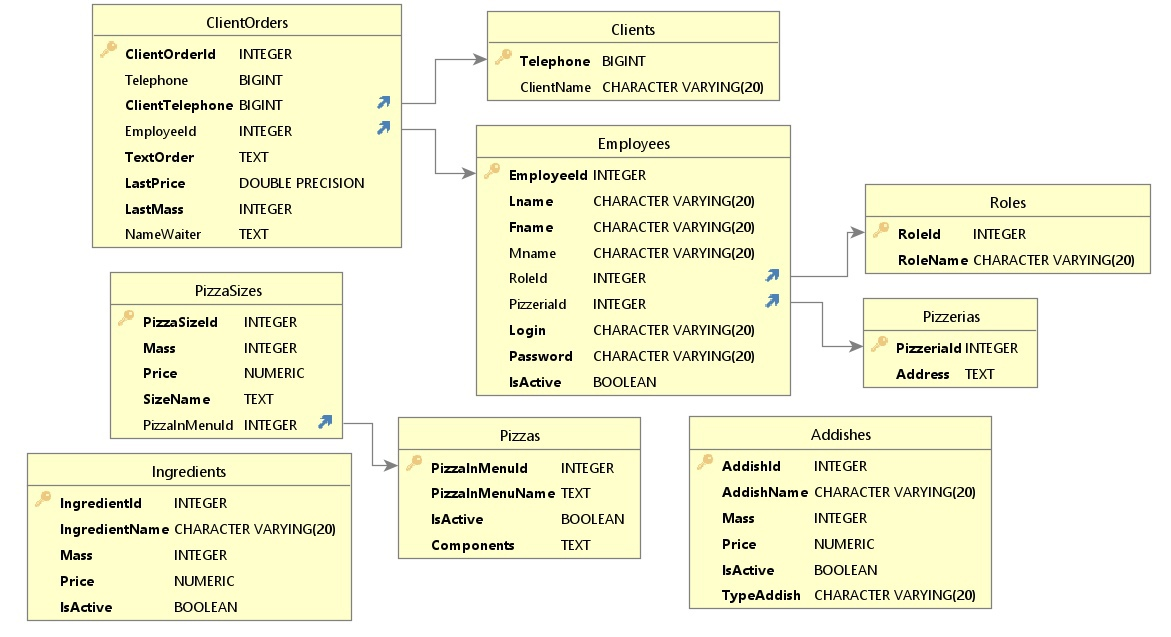 ClientOrders
ClientOrderId INTEGER
Telephone BIGINT
ClientTelephone BIGINT
EmployeeId INTEGER
TextOrder TEXT
LastPrice DOUBLE PRECISION
LastMass INTEGER
NameWaiter TEXT
Clients
Telephone BIGINT
ClientName CHARACTER VARYING(20)
Employees
EmployeeId INTEGER
Lname CHARACTER VARYING(20)
Fname CHARACTER VARYING(20)
Mname CHARACTER VARYING(20)
RoleId INTEGER
PizzeriaId INTEGER
Login CHARACTER VARYING(20)
Password CHARACTER VARYING(20)
IsActive BOOLEAN
Roles
RoleId INTEGER
RoleName CHARACTER VARYING(20)
Pizzerias
PizzeriaId INTEGER
Address TEXT
PizzaSizes
PizzaSizeId INTEGER
Mass INTEGER
Price NUMERIC
SizeName TEXT
PizzaInMenuId INTEGER
Pizzas
PizzaInMenuId INTEGER
PizzaInMenuName TEXT
IsActive BOOLEAN
Components TEXT
Addishes
AddishId INTEGER
AddishName CHARACTER VARYING(20)
Mass INTEGER
Price NUMERIC
IsActive BOOLEAN
TypeAddish CHARACTER VARYING(20)
Ingredients
IngredientId INTEGER
IngredientName CHARACTER VARYING(20)
Mass INTEGER
Price NUMERIC
IsActive BOOLEAN